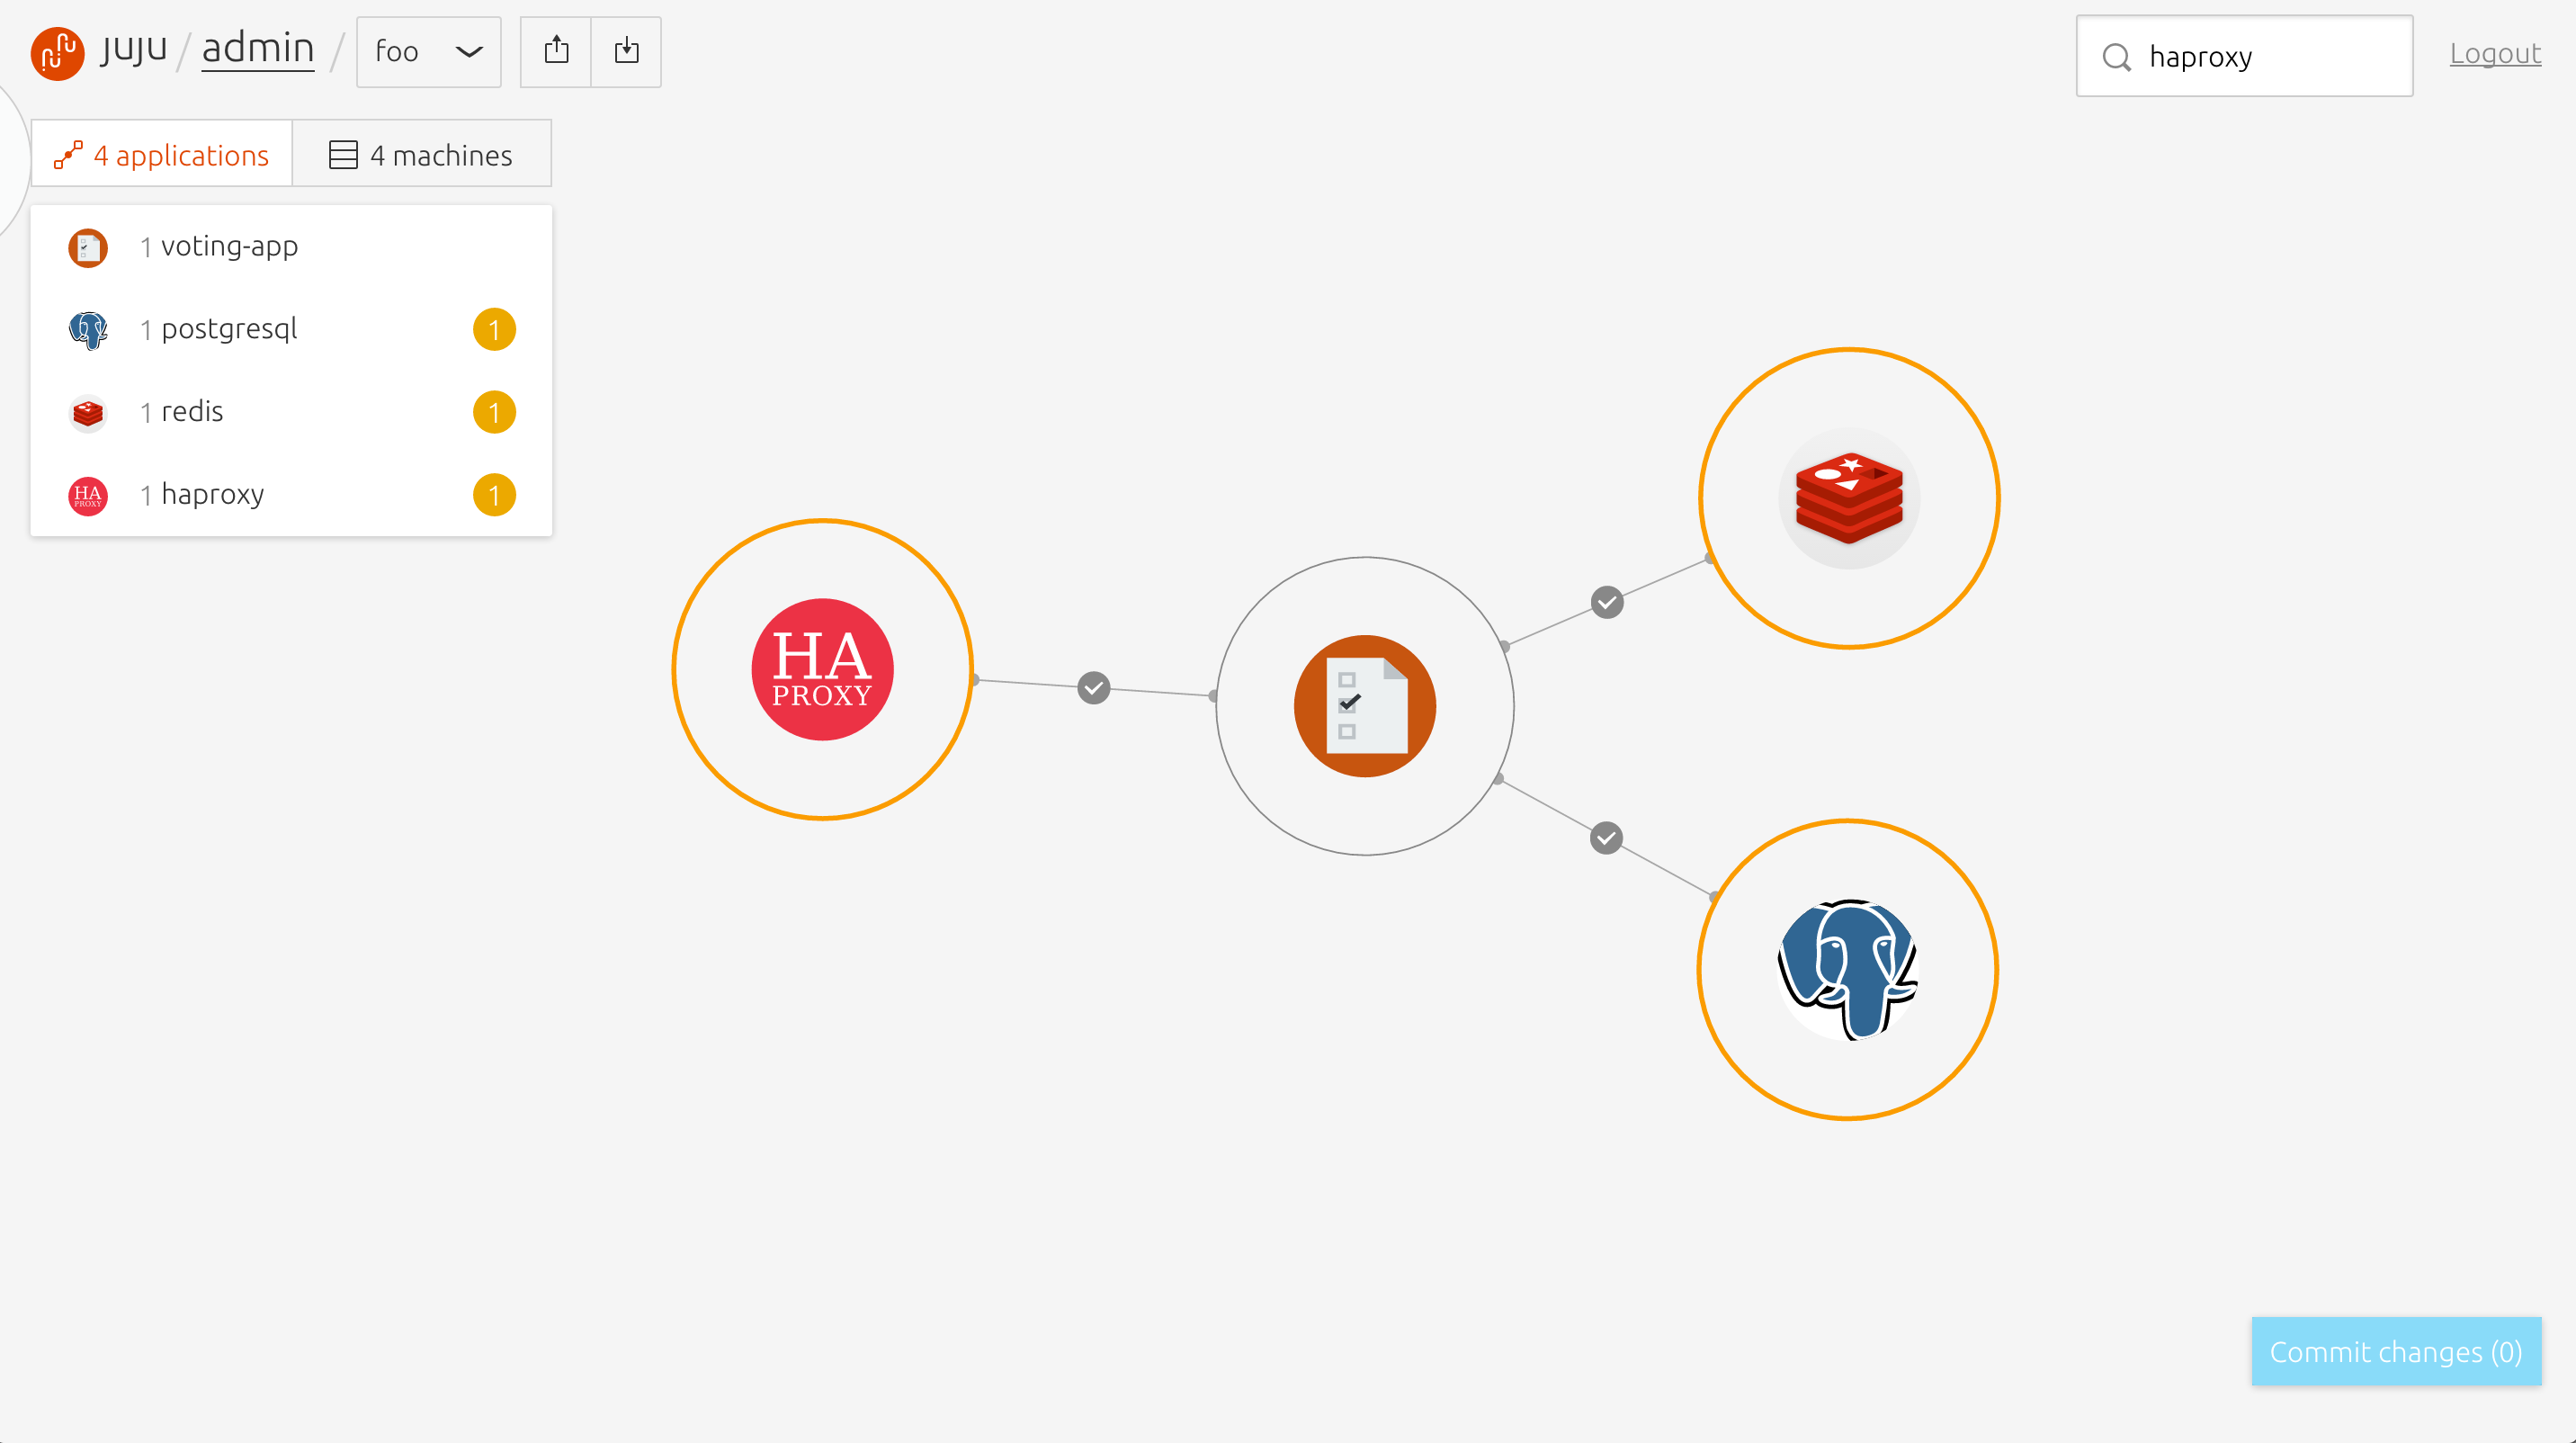 juju / admin / foo
haproxy
Logout
4 applications
4 machines
1 voting-app
1 postgresql 1
1 redis 1
1 haproxy 1
HA
PROXY
HA
PROXY
Commit changes (0)